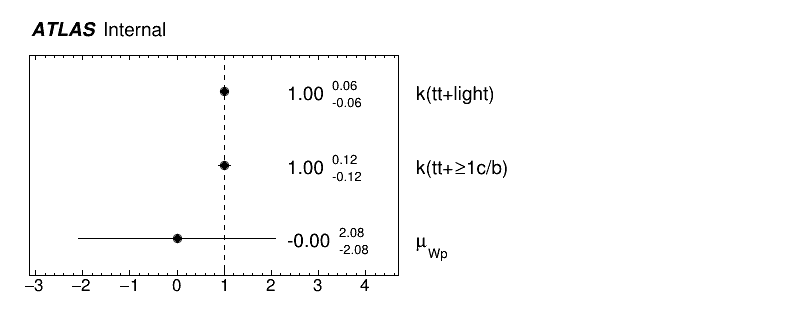 ATLAS Internal
1.00 0.06 -0.06 k(tt+light)
1.00 0.12 -0.12 k(tt+≥1c/b)
-0.00 2.08 -2.08 μWp
−3 −2 −1 0 1 2 3 4